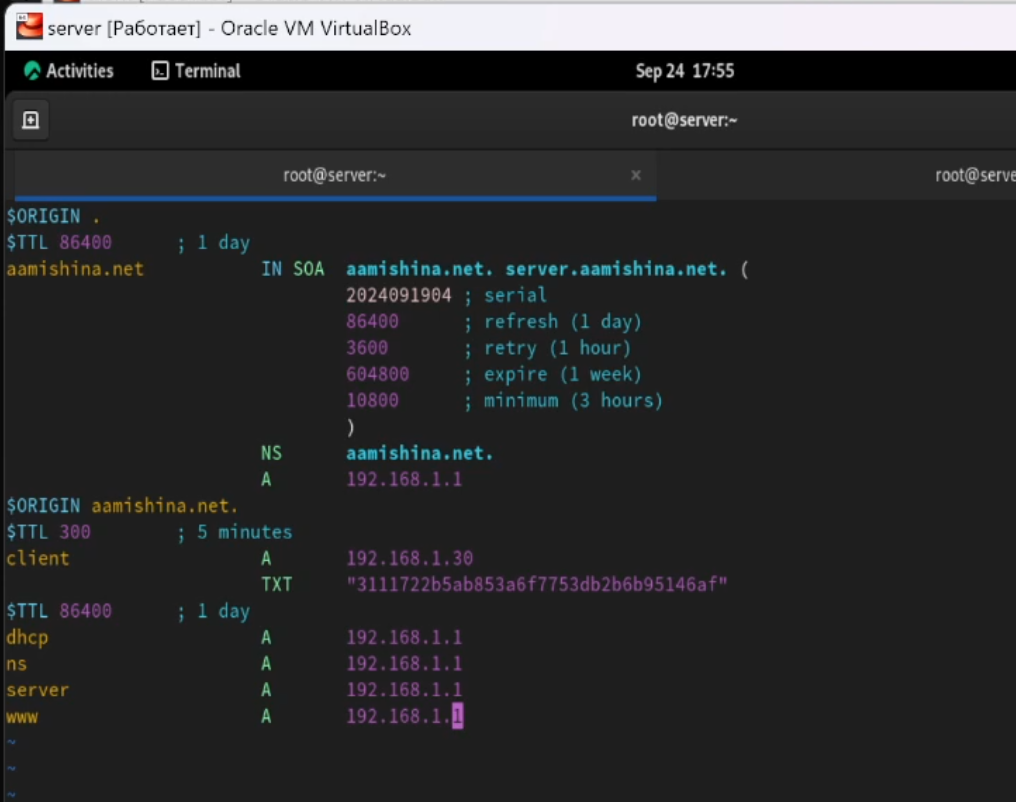 server [Работает] - Oracle VM VirtualBox
Activities Terminal Sep 24 17:55
root@server:~
root@server:~ × root@serve
$ORIGIN .
$TTL 86400 ; 1 day
aamishina.net IN SOA aamishina.net. server.aamishina.net. (
2024091904 ; serial
86400 ; refresh (1 day)
3600 ; retry (1 hour)
604800 ; expire (1 week)
10800 ; minimum (3 hours)
)
NS aamishina.net.
A 192.168.1.1
$ORIGIN aamishina.net.
$TTL 300 ; 5 minutes
client A 192.168.1.30
TXT "3111722b5ab853a6f7753db2b6b95146af"
$TTL 86400 ; 1 day
dhcp A 192.168.1.1
ns A 192.168.1.1
server A 192.168.1.1
www A 192.168.1.1
~
~
~